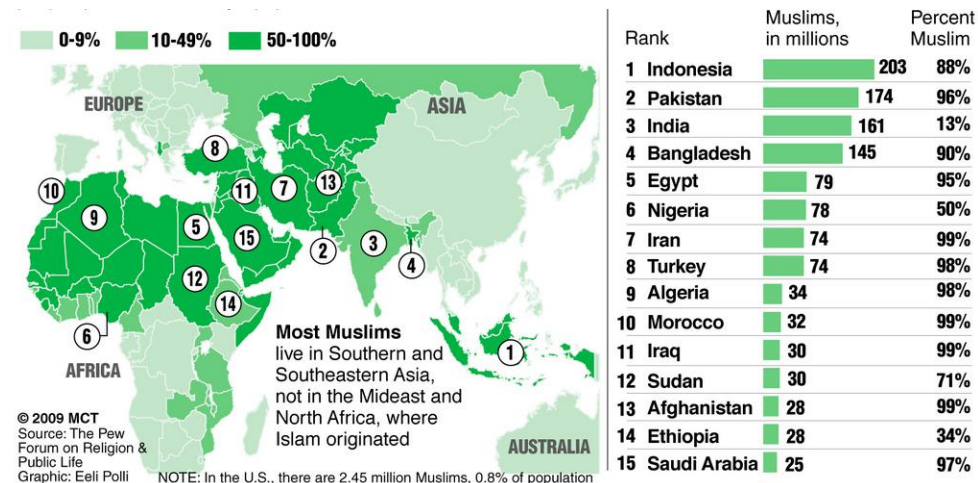 0-9%
10-49%
50-100%
EUROPE
ASIA
8
10
11
7
13
9
5
15
2
3
4
12
14
6
1
AFRICA
AUSTRALIA
Most Muslims
live in Southern and
Southeastern Asia,
not in the Mideast and
North Africa, where
Islam originated
© 2009 MCT
Source: The Pew
Forum on Religion &
Public Life
Graphic: Eeli Polli
NOTE: In the U.S., there are 2.45 million Muslims, 0.8% of population
Muslims, Percent
Rank in millions Muslim
1 Indonesia 203 88%
2 Pakistan 174 96%
3 India 161 13%
4 Bangladesh 145 90%
5 Egypt 79 95%
6 Nigeria 78 50%
7 Iran 74 99%
8 Turkey 74 98%
9 Algeria 34 98%
10 Morocco 32 99%
11 Iraq 30 99%
12 Sudan 30 71%
13 Afghanistan 28 99%
14 Ethiopia 28 34%
15 Saudi Arabia 25 97%